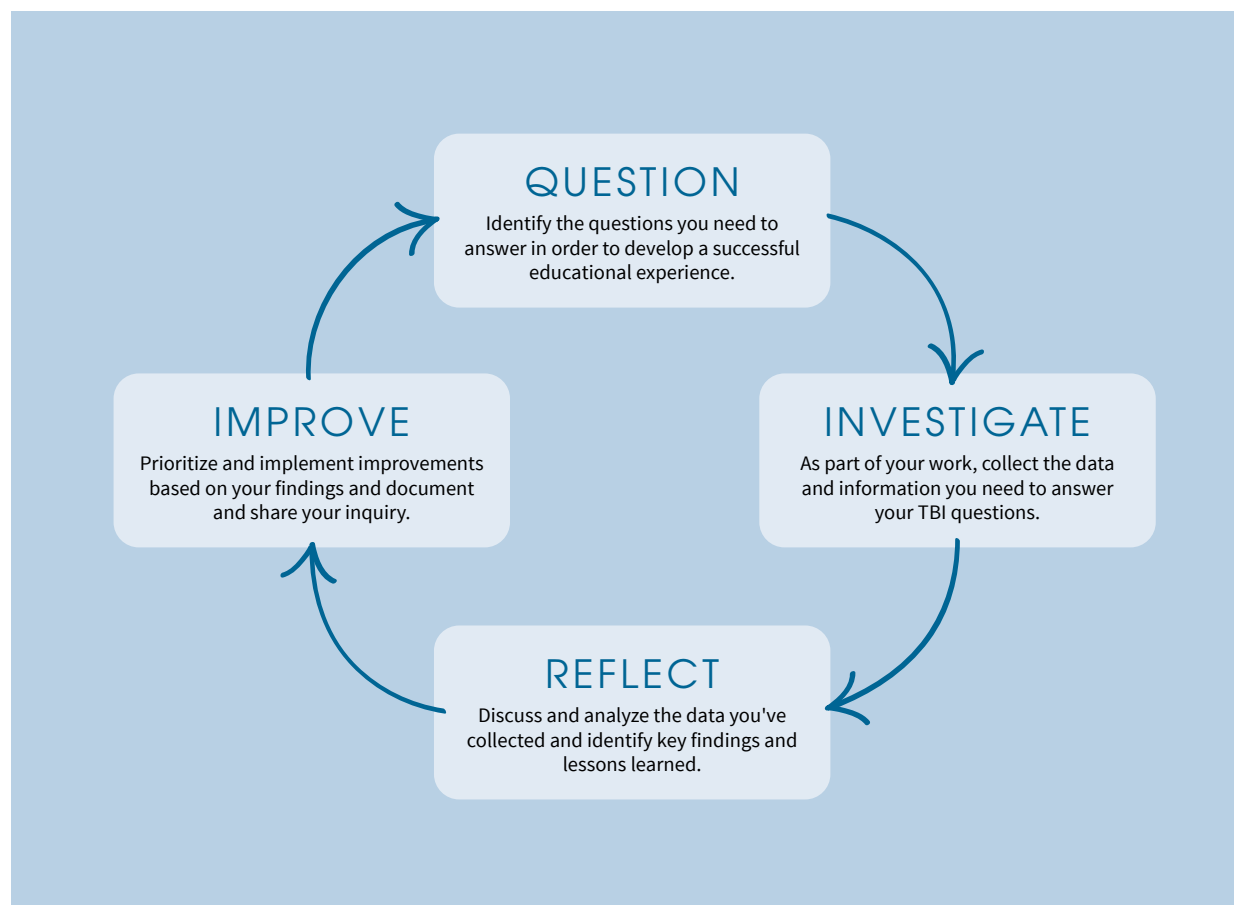 QUESTION
Identify the questions you need to
answer in order to develop a successful
educational experience.
IMPROVE
Prioritize and implement improvements
based on your findings and document
and share your inquiry.
INVESTIGATE
As part of your work, collect the data
and information you need to answer
your TBI questions.
REFLECT
Discuss and analyze the data you've
collected and identify key findings and
lessons learned.